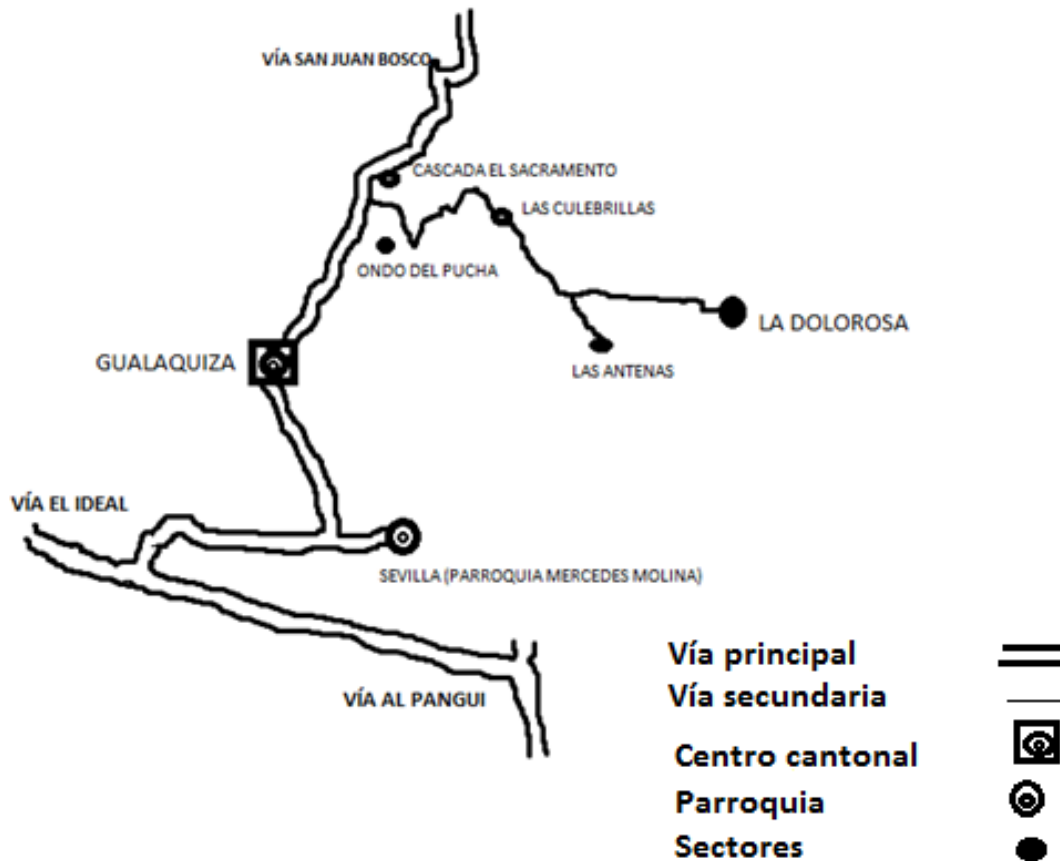 VÍA SAN JUAN BOSCO
CASCADA EL SACRAMENTO
LAS CULEBRILLAS
ONDO DEL PUCHA
LA DOLOROSA
GUALAQUIZA
LAS ANTENAS
VÍA EL IDEAL
SEVILLA (PARROQUIA MERCEDES MOLINA)
VÍA AL PANGUI
Vía principal
Vía secundaria
Centro cantonal
Parroquia
Sectores